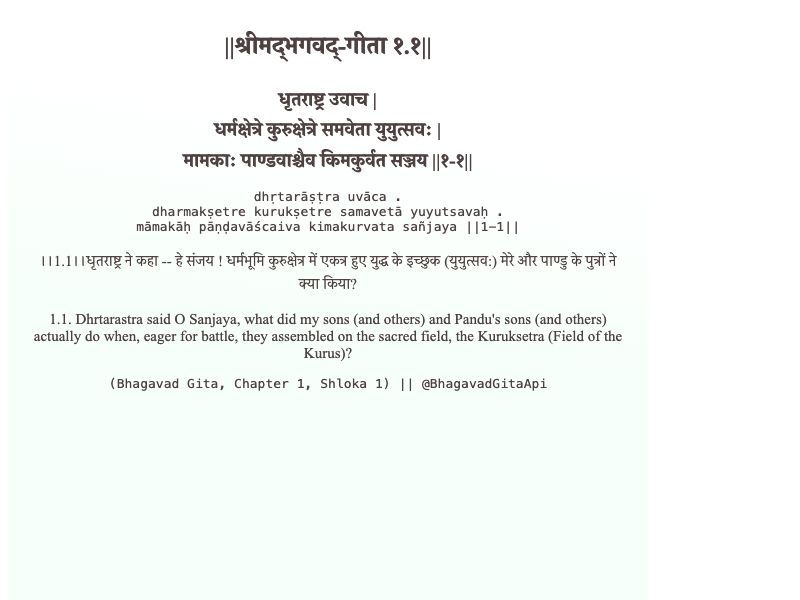 ||श्रीमद्‍भगवद्‍-गीता १.१||
धृतराष्ट्र उवाच |
धर्मक्षेत्रे कुरुक्षेत्रे समवेता युयुत्सवः |
मामकाः पाण्डवाश्चैव किमकुर्वत सञ्जय ||१-१||
dhṛtarāṣṭra uvāca .
dharmakṣetre kurukṣetre samavetā yuyutsavaḥ .
māmakāḥ pāṇḍavāścaiva kimakurvata sañjaya ||1-1||
।।1.1।।धृतराष्ट्र ने कहा -- हे संजय ! धर्मभूमि कुरुक्षेत्र में एकत्र हुए युद्ध के इच्छुक (युयुत्सव:) मेरे और पाण्डु के पुत्रों ने
क्या किया?
1.1. Dhrtarastra said O Sanjaya, what did my sons (and others) and Pandu's sons (and others)
actually do when, eager for battle, they assembled on the sacred field, the Kuruksetra (Field of the
Kurus)?
(Bhagavad Gita, Chapter 1, Shloka 1) || @BhagavadGitaApi